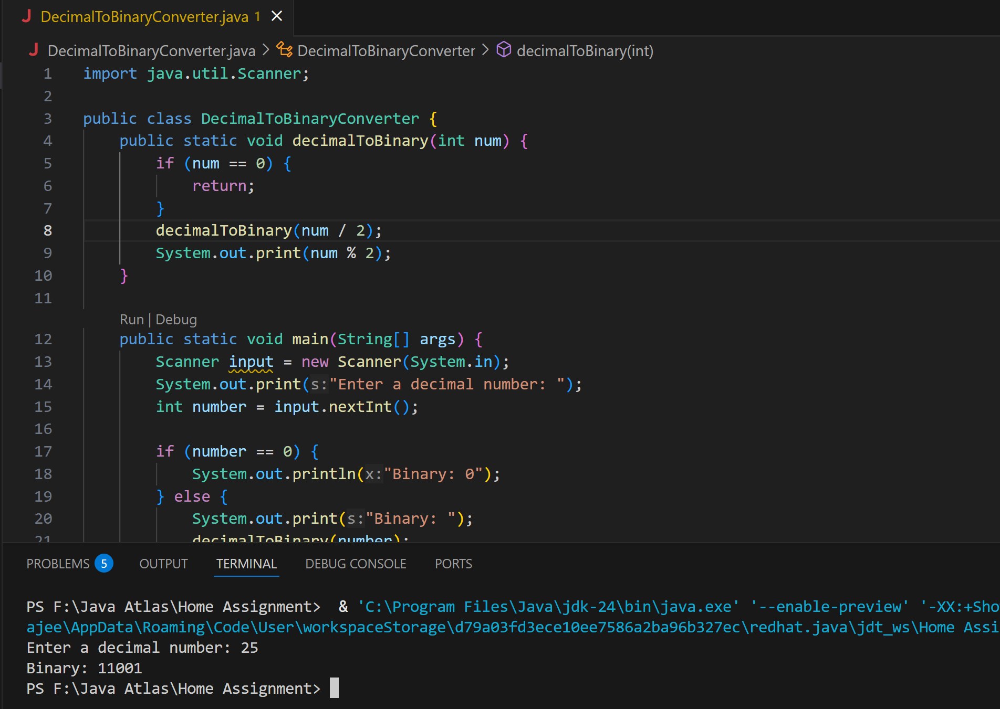 J DecimalToBinaryConverter.java 1 ×
J DecimalToBinaryConverter.java > DecimalToBinaryConverter > decimalToBinary(int)
1 import java.util.Scanner;
2
3 public class DecimalToBinaryConverter {
4 public static void decimalToBinary(int num) {
5 if (num == 0) {
6 return;
7 }
8 decimalToBinary(num / 2);
9 System.out.print(num % 2);
10 }
11
Run | Debug
12 public static void main(String[] args) {
13 Scanner input = new Scanner(System.in);
14 System.out.print(s:"Enter a decimal number: ");
15 int number = input.nextInt();
16
17 if (number == 0) {
18 System.out.println(x:"Binary: 0");
19 } else {
20 System.out.print(s:"Binary: ");
21 decimalToBinary(number);
PROBLEMS 5 OUTPUT TERMINAL DEBUG CONSOLE PORTS
PS F:\Java Atlas\Home Assignment>  & 'C:\Program Files\Java\jdk-24\bin\java.exe' '--enable-preview' '-XX:+Sho
ajee\AppData\Roaming\Code\User\workspaceStorage\d79a03fd3ece10ee7586a2ba96b327ec\redhat.java\jdt_ws\Home Assi
Enter a decimal number: 25
Binary: 11001
PS F:\Java Atlas\Home Assignment>